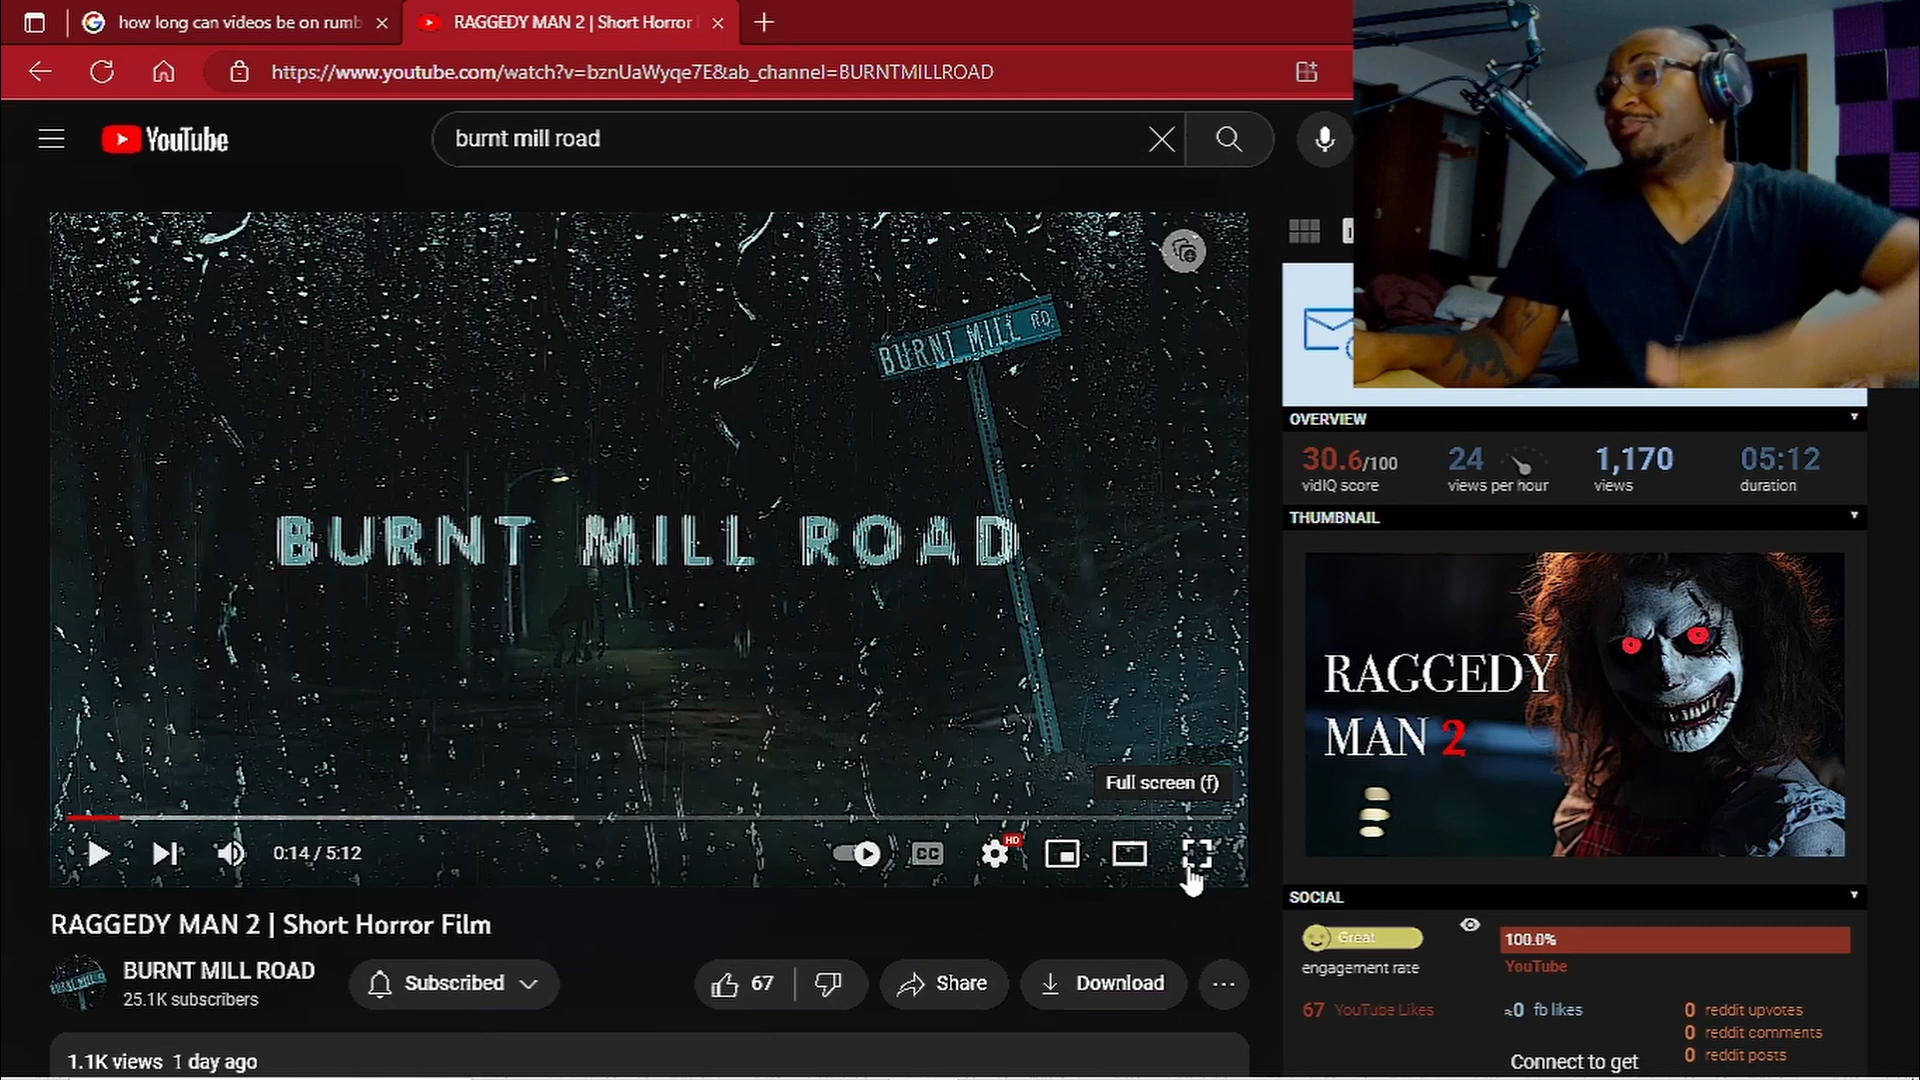 how long can videos be on rumb
RAGGEDY MAN 2 | Short Horror
https://www.youtube.com/watch?v=bznUaWyqe7E&ab_channel=BURNTMILLROAD
YouTube
burnt mill road
BURNT MILL RD.
BURNT MILL ROAD
Full screen (f)
0:14 / 5:12
CC
HD
RAGGEDY MAN 2 | Short Horror Film
BURNT MILL ROAD
25.1K subscribers
Subscribed
67
Share
Download
1.1K views 1 day ago
OVERVIEW
30.6/100 24 1,170 05:12
vidIQ score views per hour views duration
THUMBNAIL
RAGGEDY
MAN 2
SOCIAL
Great 100.0%
engagement rate YouTube
67 YouTube Likes ≈0 fb likes 0 reddit upvotes
0 reddit comments
0 reddit posts
Connect to get